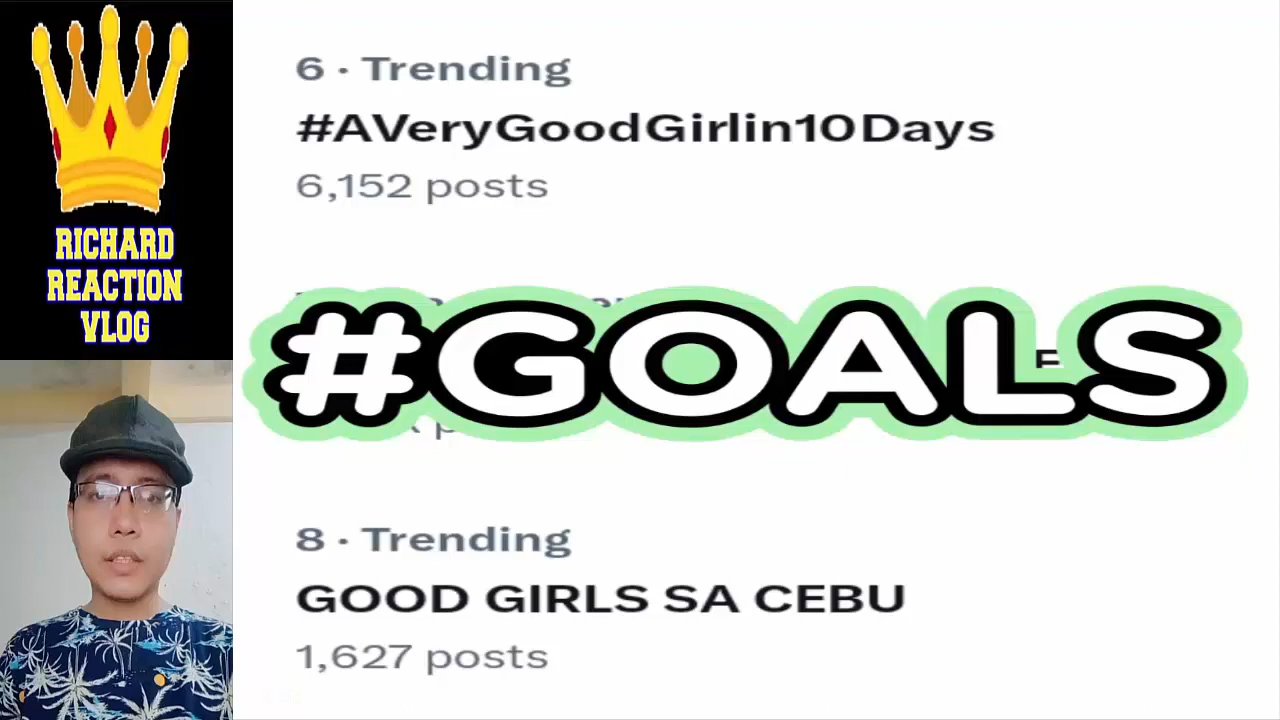 RICHARD
REACTION
VLOG
6 · Trending
#AVeryGoodGirlin10Days
6,152 posts
#GOALS
8 · Trending
GOOD GIRLS SA CEBU
1,627 posts